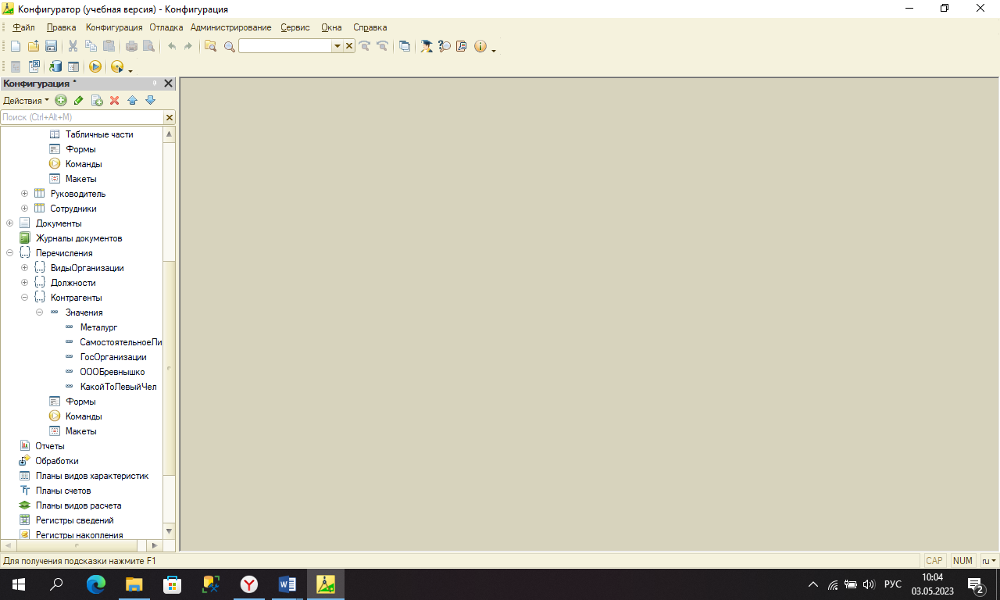 Конфигуратор (учебная версия) - Конфигурация
Файл Правка Конфигурация Отладка Администрирование Сервис Окна Справка
Конфигурация *
Действия
Поиск (Ctrl+Alt+M)
Табличные части
Формы
Команды
Макеты
Руководитель
Сотрудники
Документы
Журналы документов
Перечисления
ВидыОрганизации
Должности
Контрагенты
Значения
Металург
СамостоятельноеЛи
ГосОрганизации
ОООБревнышко
КакойТоЛевыйЧел
Формы
Команды
Макеты
Отчеты
Обработки
Планы видов характеристик
Планы счетов
Планы видов расчета
Регистры сведений
Регистры накопления
Для получения подсказки нажмите F1
CAP NUM ru
РУС
10:04
03.05.2023
2